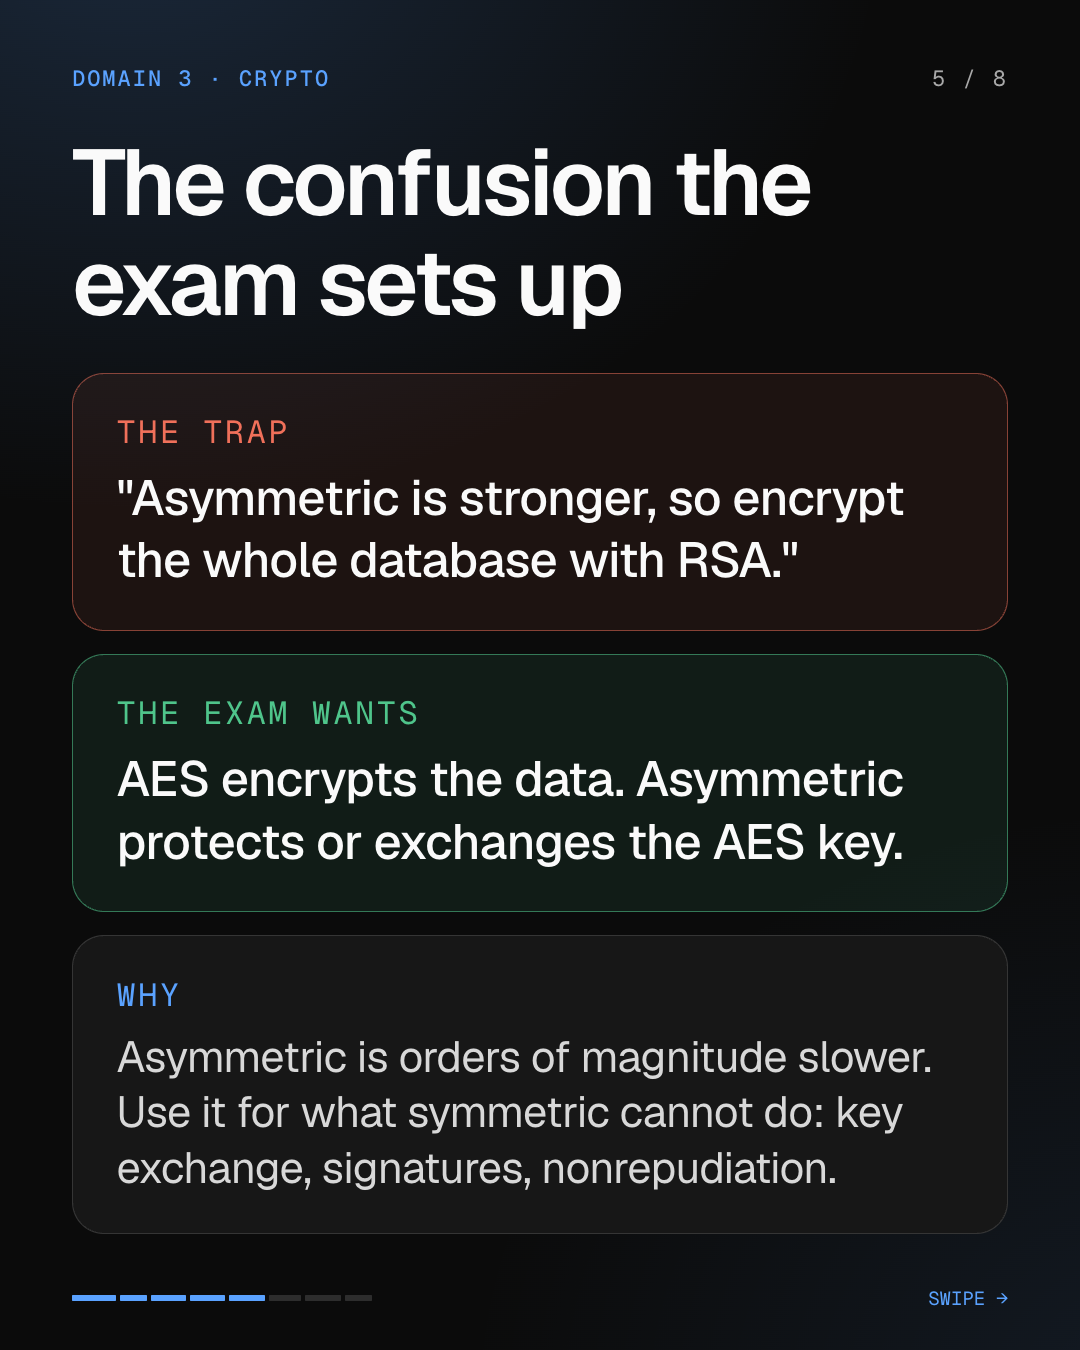 DOMAIN 3 · CRYPTO
5 / 8
The confusion the
exam sets up
THE TRAP
"Asymmetric is stronger, so encrypt
the whole database with RSA."
THE EXAM WANTS
AES encrypts the data. Asymmetric
protects or exchanges the AES key.
WHY
Asymmetric is orders of magnitude slower.
Use it for what symmetric cannot do: key
exchange, signatures, nonrepudiation.
SWIPE →